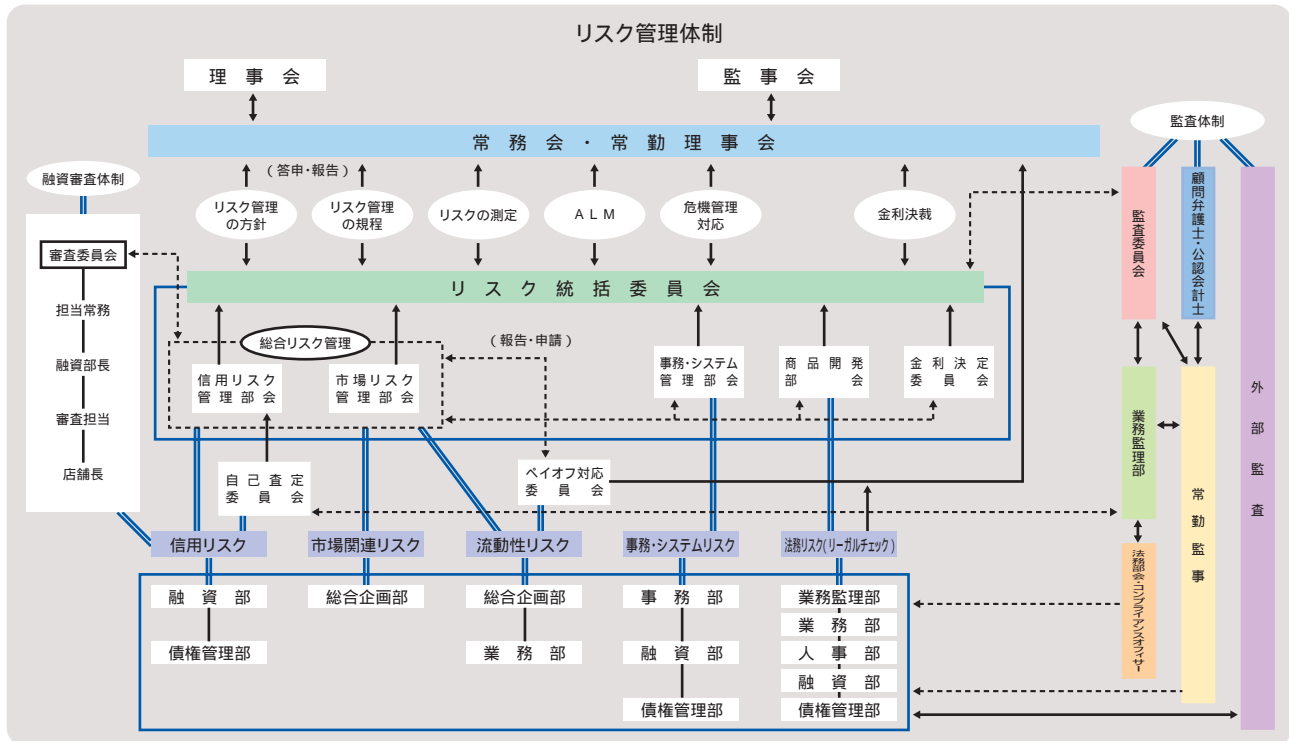 リスク管理体制
理事会
監事会
常務会・常勤理事会
監査体制
融資審査体制
(答申・報告)
リスク管理
の方針
リスク管理
の規程
リスクの測定
ＡＬＭ
危機管理
対応
金利決裁
審査委員会
担当常務
融資部長
審査担当
店舗長
リスク統括委員会
総合リスク管理
(報告・申請)
信用リスク
管理部会
市場リスク
管理部会
事務・システム
管理部会
商品開発
部会
金利決定
委員会
自己査定
委員会
ペイオフ対応
委員会
信用リスク
市場関連リスク
流動性リスク
事務・システムリスク
法務リスク(リーガルチェック)
融資部
債権管理部
総合企画部
総合企画部
業務部
事務部
融資部
債権管理部
業務監理部
業務部
人事部
融資部
債権管理部
監査委員会
顧問弁護士・公認会計士
業務監理部
常勤監事
法務部会・コンプライアンスオフィサー
外部監査